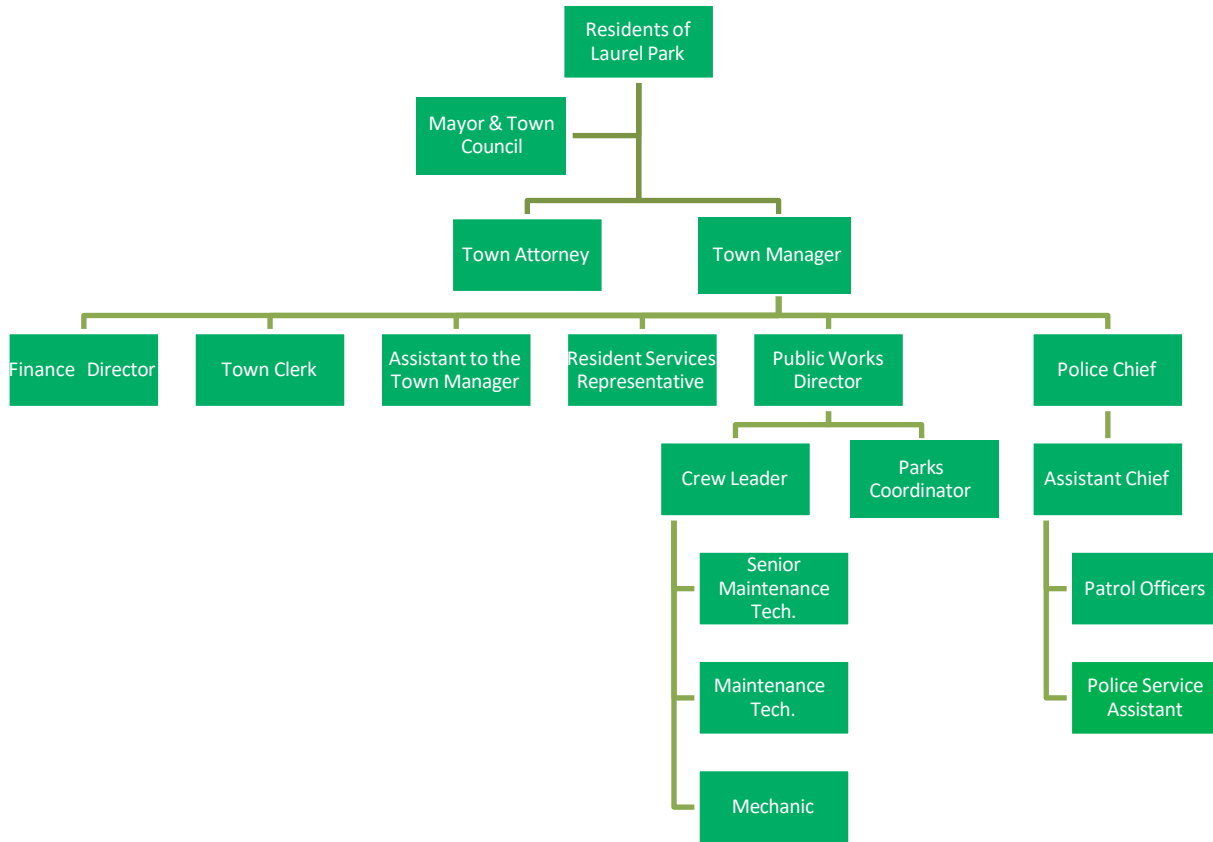 Residents of
Laurel Park
Mayor & Town
Council
Town Attorney
Town Manager
Finance Director
Town Clerk
Assistant to the
Town Manager
Resident Services
Representative
Public Works
Director
Police Chief
Crew Leader
Parks
Coordinator
Assistant Chief
Senior
Maintenance
Tech.
Patrol Officers
Maintenance
Tech.
Police Service
Assistant
Mechanic